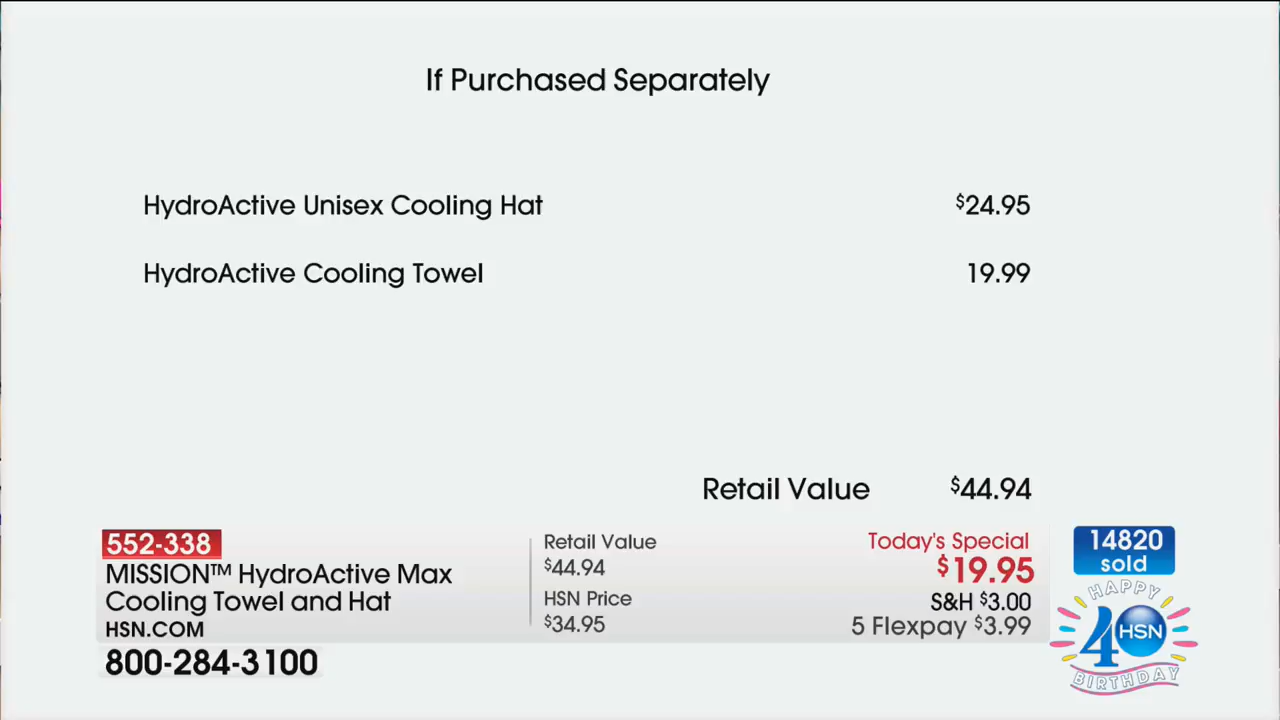 If Purchased Separately
HydroActive Unisex Cooling Hat $24.95
HydroActive Cooling Towel 19.99
Retail Value $44.94
552-338
MISSION™ HydroActive Max
Cooling Towel and Hat
HSN.COM
800-284-3100
Retail Value
$44.94
HSN Price
$34.95
Today's Special
$19.95
S&H $3.00
5 Flexpay $3.99
14820
sold
HAPPY
40 HSN
BIRTHDAY